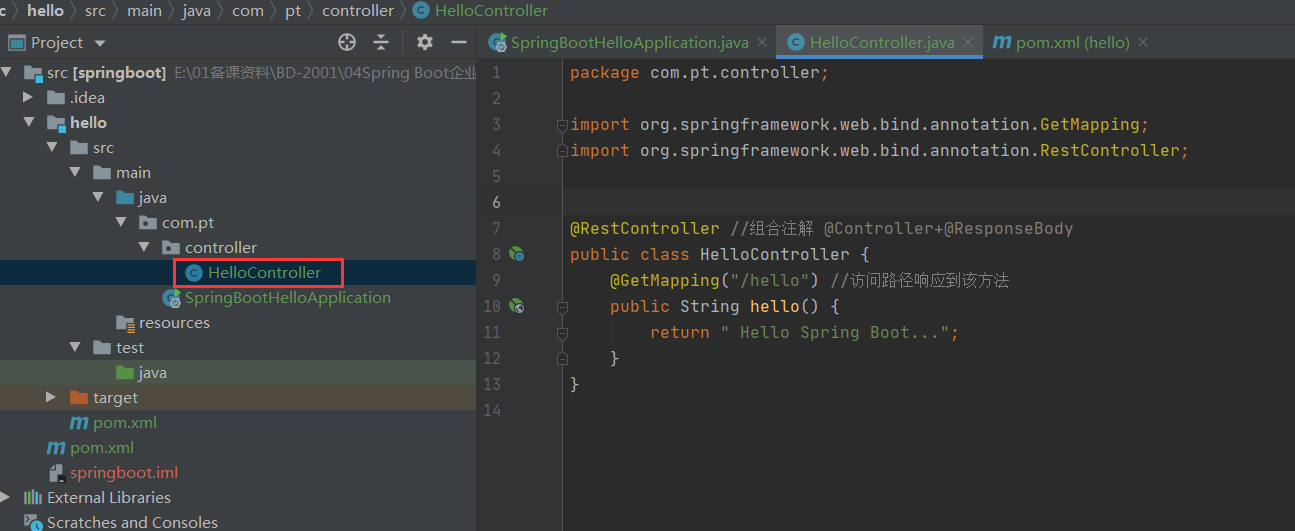 c hello src main java com pt controller HelloController
Project
SpringBootHelloApplication.java HelloController.java pom.xml (hello)
src [springboot] E:\01备课资料\BD-2001\04Spring Boot企业
.idea
hello
src
main
java
com.pt
controller
HelloController
SpringBootHelloApplication
resources
test
java
target
pom.xml
pom.xml
springboot.iml
External Libraries
Scratches and Consoles
1 package com.pt.controller;
2
3 import org.springframework.web.bind.annotation.GetMapping;
4 import org.springframework.web.bind.annotation.RestController;
5
6
7 @RestController //组合注解 @Controller+@ResponseBody
8 public class HelloController {
9 @GetMapping("/hello") //访问路径响应到该方法
10 public String hello() {
11 return " Hello Spring Boot...";
12 }
13 }
14